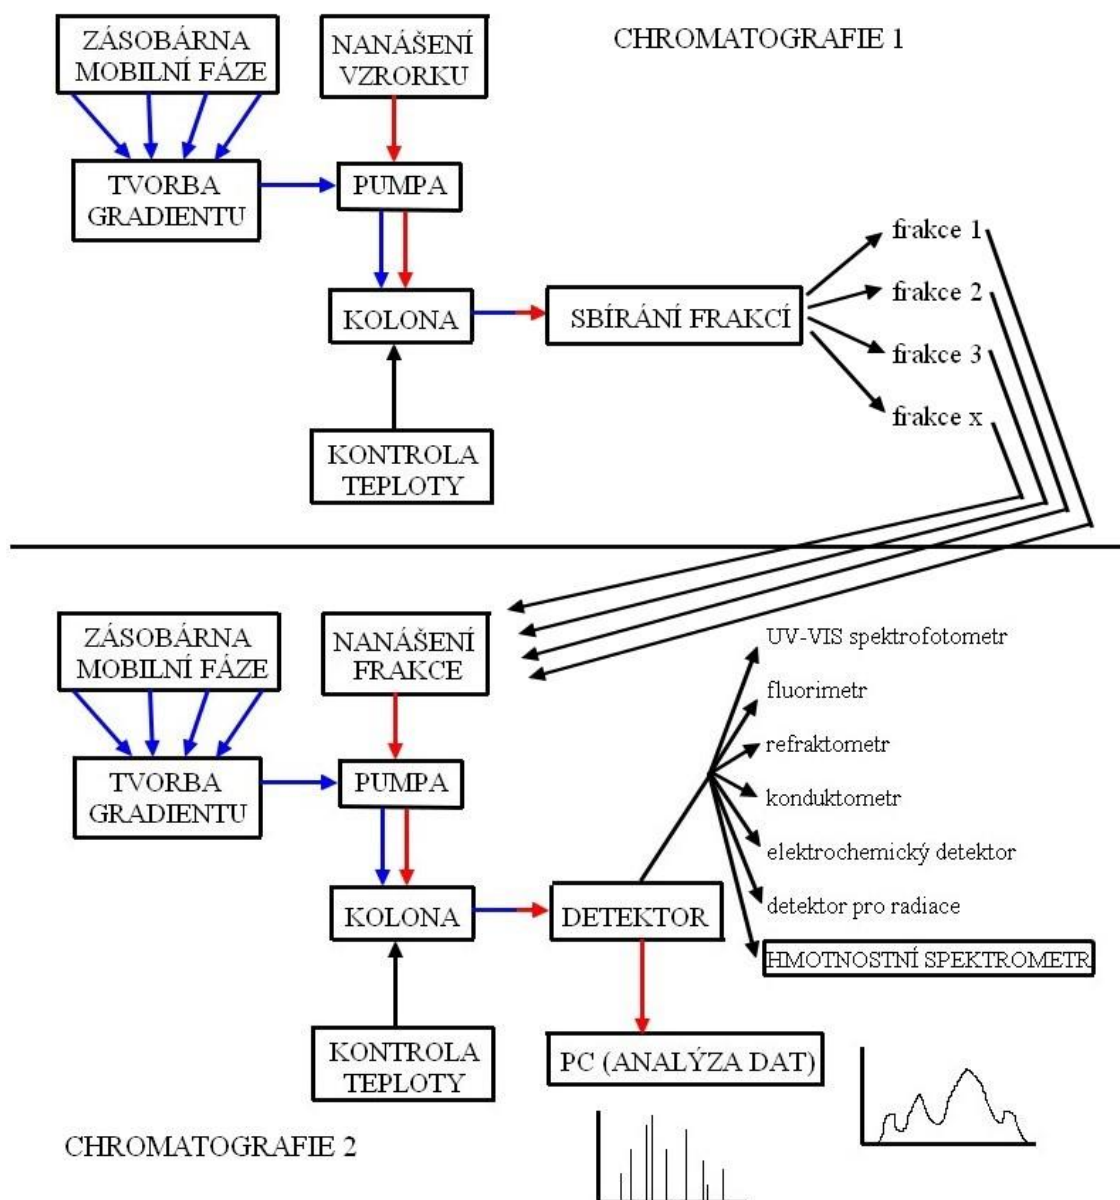 CHROMATOGRAFIE 1
ZÁSOBÁRNA
MOBILNÍ FÁZE
NANÁŠENÍ
VZRORKU
TVORBA
GRADIENTU
PUMPA
KOLONA
SBÍRÁNÍ FRAKCÍ
frakce 1
frakce 2
frakce 3
frakce x
KONTROLA
TEPLOTY
ZÁSOBÁRNA
MOBILNÍ FÁZE
NANÁŠENÍ
FRAKCE
TVORBA
GRADIENTU
PUMPA
KOLONA
DETEKTOR
UV-VIS spektrofotometr
fluorimetr
refraktometr
konduktometr
elektrochemický detektor
detektor pro radiace
HMOTNOSTNÍ SPEKTROMETR
KONTROLA
TEPLOTY
PC (ANALÝZA DAT)
CHROMATOGRAFIE 2